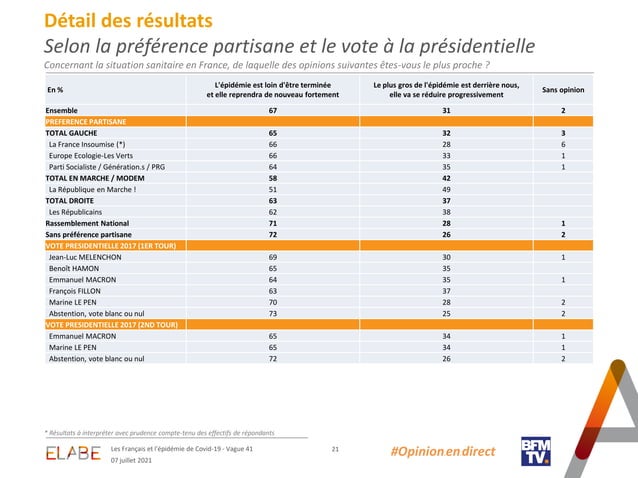 Détail des résultats
Selon la préférence partisane et le vote à la présidentielle
Concernant la situation sanitaire en France, de laquelle des opinions suivantes êtes-vous le plus proche ?
En %
L'épidémie est loin d'être terminée
et elle reprendra de nouveau fortement
Le plus gros de l'épidémie est derrière nous,
elle va se réduire progressivement
Sans opinion
Ensemble 67 31 2
PREFERENCE PARTISANE
TOTAL GAUCHE 65 32 3
La France Insoumise (*) 66 28 6
Europe Ecologie-Les Verts 66 33 1
Parti Socialiste / Génération.s / PRG 64 35 1
TOTAL EN MARCHE / MODEM 58 42
La République en Marche ! 51 49
TOTAL DROITE 63 37
Les Républicains 62 38
Rassemblement National 71 28 1
Sans préférence partisane 72 26 2
VOTE PRESIDENTIELLE 2017 (1ER TOUR)
Jean-Luc MELENCHON 69 30 1
Benoît HAMON 65 35
Emmanuel MACRON 64 35 1
François FILLON 63 37
Marine LE PEN 70 28 2
Abstention, vote blanc ou nul 73 25 2
VOTE PRESIDENTIELLE 2017 (2ND TOUR)
Emmanuel MACRON 65 34 1
Marine LE PEN 65 34 1
Abstention, vote blanc ou nul 72 26 2
* Résultats à interpréter avec prudence compte-tenu des effectifs de répondants
ELABE
Les Français et l'épidémie de Covid-19 - Vague 41
07 juillet 2021
21
#Opinionendirect
BFM
TV.